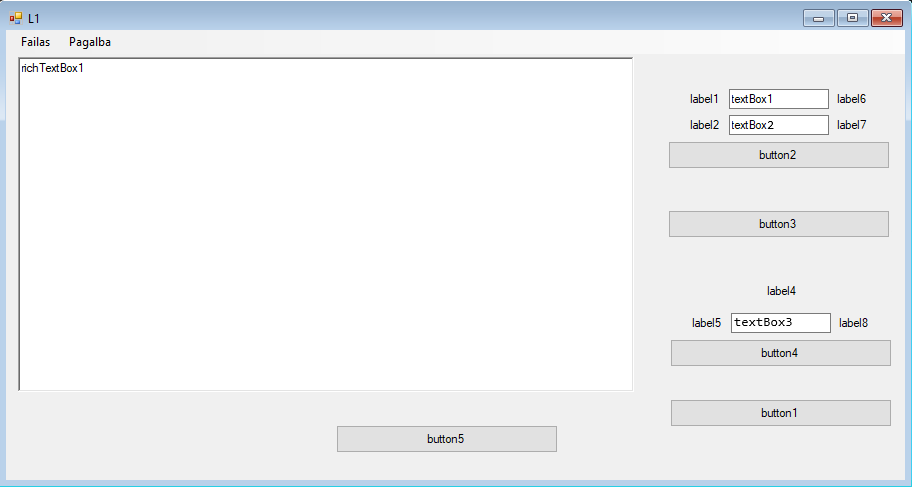 L1
Failas Pagalba
richTextBox1
label1 textBox1 label6
label2 textBox2 label7
button2
button3
label4
label5 textBox3 label8
button4
button1
button5